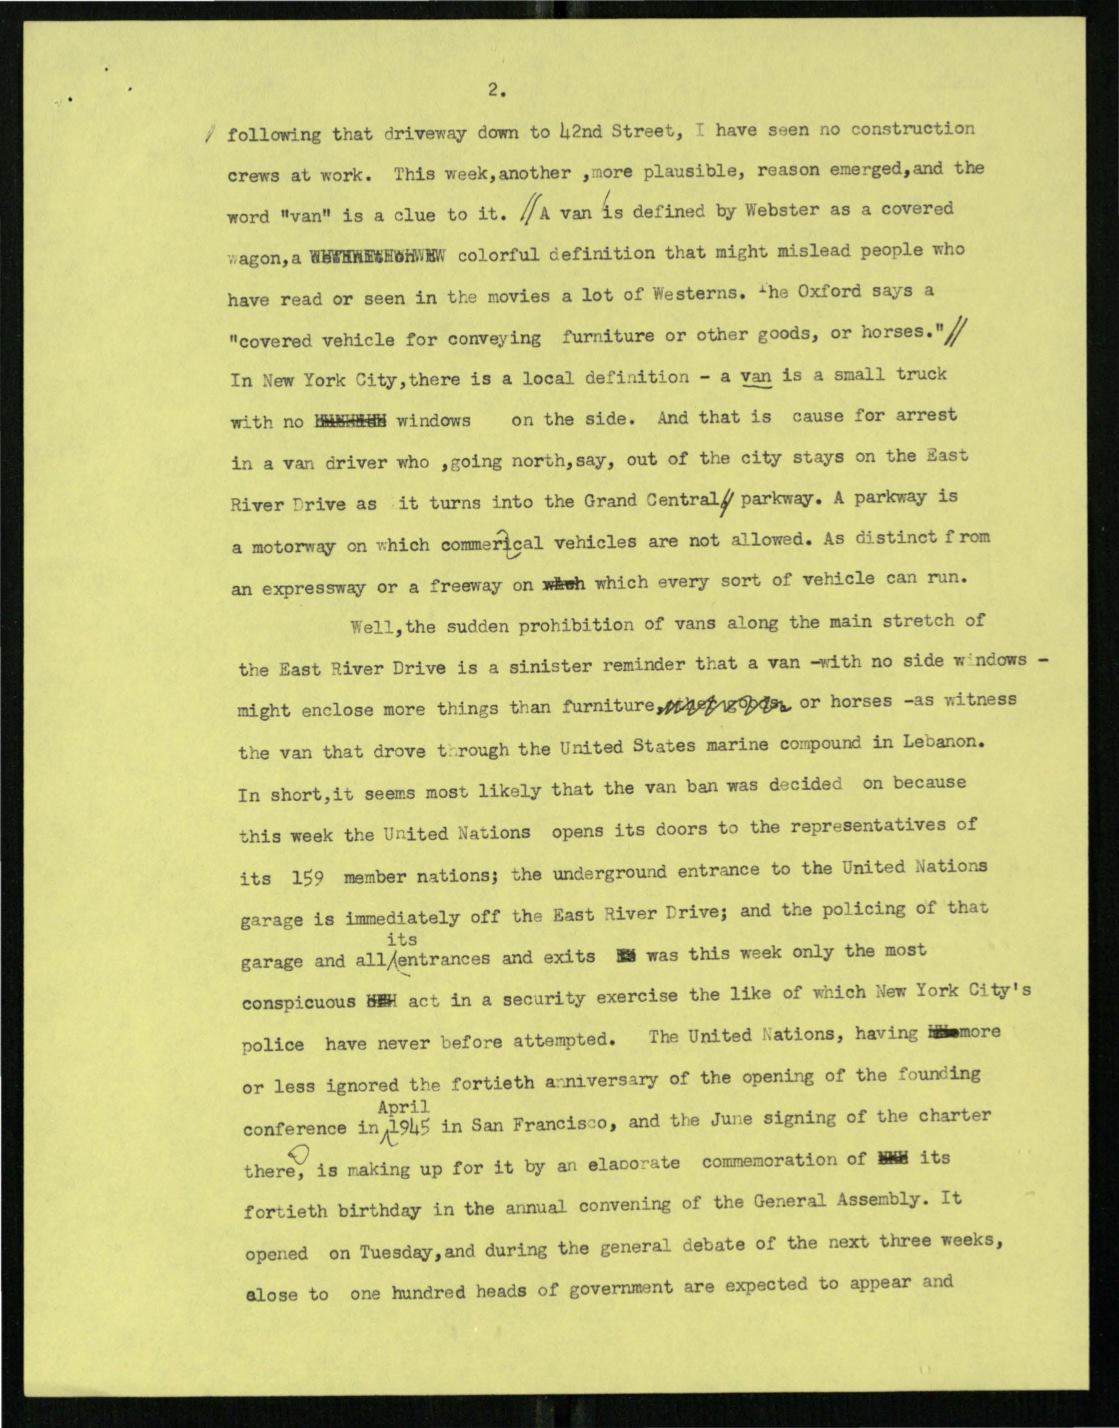 2.
following that driveway down to 42nd Street, I have seen no construction
crews at work. This week,another ,more plausible, reason emerged,and the
word "van" is a clue to it. //A van is defined by Webster as a covered
wagon,a colorful definition that might mislead people who
have read or seen in the movies a lot of Westerns. The Oxford says a
"covered vehicle for conveying furniture or other goods, or horses."//
In New York City,there is a local definition - a van is a small truck
with no windows on the side. And that is cause for arrest
in a van driver who ,going north,say, out of the city stays on the East
River Drive as it turns into the Grand Central// parkway. A parkway is
a motorway on which commerical vehicles are not allowed. As distinct from
an expressway or a freeway on which every sort of vehicle can run.
Well,the sudden prohibition of vans along the main stretch of
the East River Drive is a sinister reminder that a van -with no side windows -
might enclose more things than furniture, other goods, or horses -as witness
the van that drove through the United States marine compound in Lebanon.
In short,it seems most likely that the van ban was decided on because
this week the United Nations opens its doors to the representatives of
its 159 member nations; the underground entrance to the United Nations
garage is immediately off the East River Drive; and the policing of that
its
garage and all entrances and exits was this week only the most
conspicuous act in a security exercise the like of which New York City's
police have never before attempted. The United Nations, having more
or less ignored the fortieth anniversary of the opening of the founding
April
conference in 1945 in San Francisco, and the June signing of the charter
there, is making up for it by an elaborate commemoration of its
fortieth birthday in the annual convening of the General Assembly. It
opened on Tuesday,and during the general debate of the next three weeks,
close to one hundred heads of government are expected to appear and